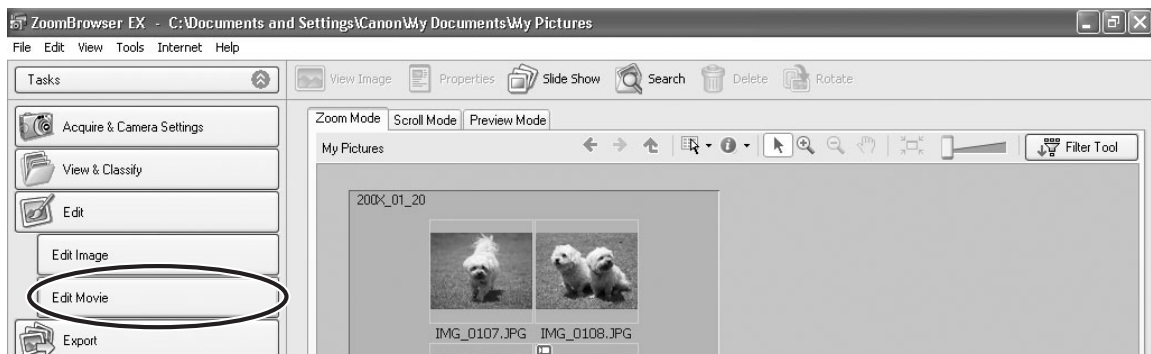 ZoomBrowser EX - C:\Documents and Settings\Canon\My Documents\My Pictures
File Edit View Tools Internet Help
Tasks
View Image Properties Slide Show Search Delete Rotate
Acquire & Camera Settings
Zoom Mode Scroll Mode Preview Mode
My Pictures
Filter Tool
View & Classify
200X_01_20
Edit
Edit Image
Edit Movie
IMG_0107.JPG IMG_0108.JPG
Export